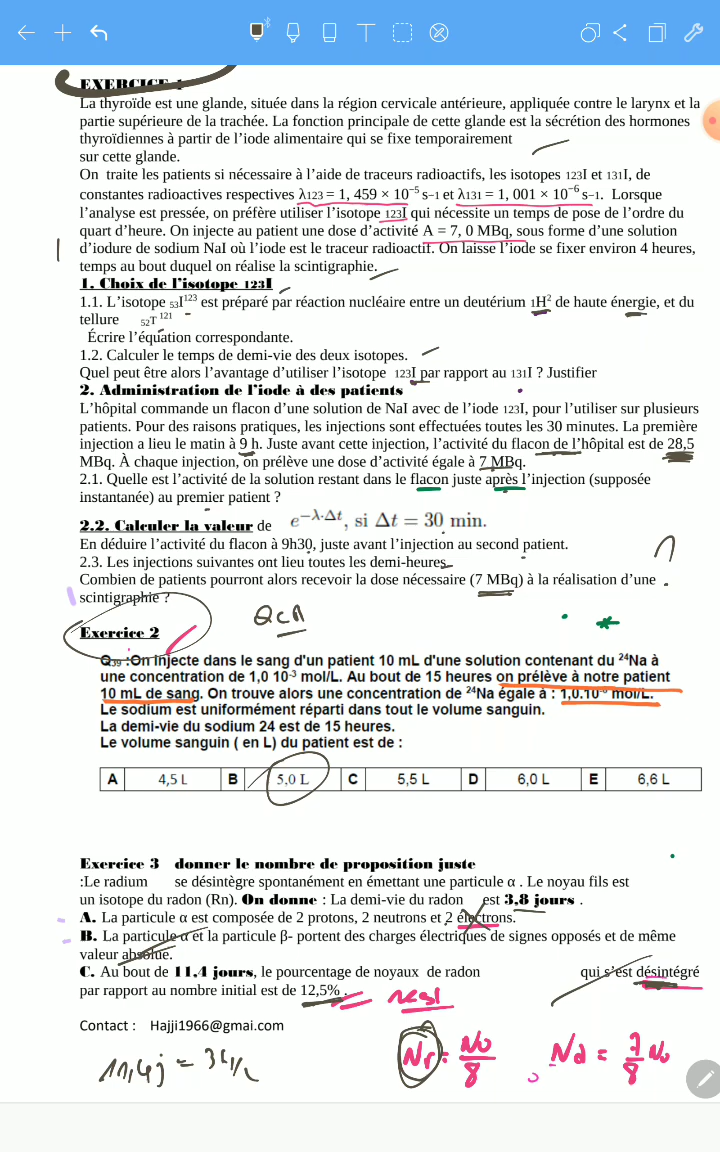 EXERCICE 1
La thyroïde est une glande, située dans la région cervicale antérieure, appliquée contre le larynx et la
partie supérieure de la trachée. La fonction principale de cette glande est la sécrétion des hormones
thyroïdiennes à partir de l'iode alimentaire qui se fixe temporairement
sur cette glande.
On traite les patients si nécessaire à l'aide de traceurs radioactifs, les isotopes 123I et 131I, de
constantes radioactives respectives λ123 = 1, 459 × 10⁻⁵ s−1 et λ131 = 1, 001 × 10⁻⁶ s−1. Lorsque
l'analyse est pressée, on préfère utiliser l'isotope 123I qui nécessite un temps de pose de l'ordre du
quart d'heure. On injecte au patient une dose d'activité A = 7, 0 MBq, sous forme d'une solution
d'iodure de sodium NaI où l'iode est le traceur radioactif. On laisse l'iode se fixer environ 4 heures,
temps au bout duquel on réalise la scintigraphie.
1. Choix de l'isotope 123I
1.1. L'isotope ₅₃I¹²³ est préparé par réaction nucléaire entre un deutérium ₁H² de haute énergie, et du
tellure ₅₂T ¹²¹
Écrire l'équation correspondante.
1.2. Calculer le temps de demi-vie des deux isotopes.
Quel peut être alors l'avantage d'utiliser l'isotope 123I par rapport au 131I ? Justifier
2. Administration de l'iode à des patients
L'hôpital commande un flacon d'une solution de NaI avec de l'iode 123I, pour l'utiliser sur plusieurs
patients. Pour des raisons pratiques, les injections sont effectuées toutes les 30 minutes. La première
injection a lieu le matin à 9 h. Juste avant cette injection, l'activité du flacon de l'hôpital est de 28,5
MBq. À chaque injection, on prélève une dose d'activité égale à 7 MBq.
2.1. Quelle est l'activité de la solution restant dans le flacon juste après l'injection (supposée
instantanée) au premier patient ?
2.2. Calculer la valeur de e^{−λ·Δt}, si Δt = 30 min.
En déduire l'activité du flacon à 9h30, juste avant l'injection au second patient.
2.3. Les injections suivantes ont lieu toutes les demi-heures.
Combien de patients pourront alors recevoir la dose nécessaire (7 MBq) à la réalisation d'une
scintigraphie ?
QCM
Exercice 2
Q39 :On injecte dans le sang d'un patient 10 mL d'une solution contenant du ²⁴Na à
une concentration de 1,0 10⁻³ mol/L. Au bout de 15 heures on prélève à notre patient
10 mL de sang. On trouve alors une concentration de ²⁴Na égale à : 1,0.10⁻⁶ mol/L.
Le sodium est uniformément réparti dans tout le volume sanguin.
La demi-vie du sodium 24 est de 15 heures.
Le volume sanguin ( en L) du patient est de :
A 4,5 L B 5,0 L C 5,5 L D 6,0 L E 6,6 L
Exercice 3 donner le nombre de proposition juste
:Le radium se désintègre spontanément en émettant une particule α . Le noyau fils est
un isotope du radon (Rn). On donne : La demi-vie du radon est 3,8 jours .
A. La particule α est composée de 2 protons, 2 neutrons et 2 électrons.
B. La particule α et la particule β- portent des charges électriques de signes opposés et de même
valeur absolue.
C. Au bout de 11,4 jours, le pourcentage de noyaux de radon qui s'est désintégré
par rapport au nombre initial est de 12,5% .
rest
Contact : Hajji1966@gmai.com
11,4j = 3t1/2
Nr = N0/8
Nd = 7/8 N0